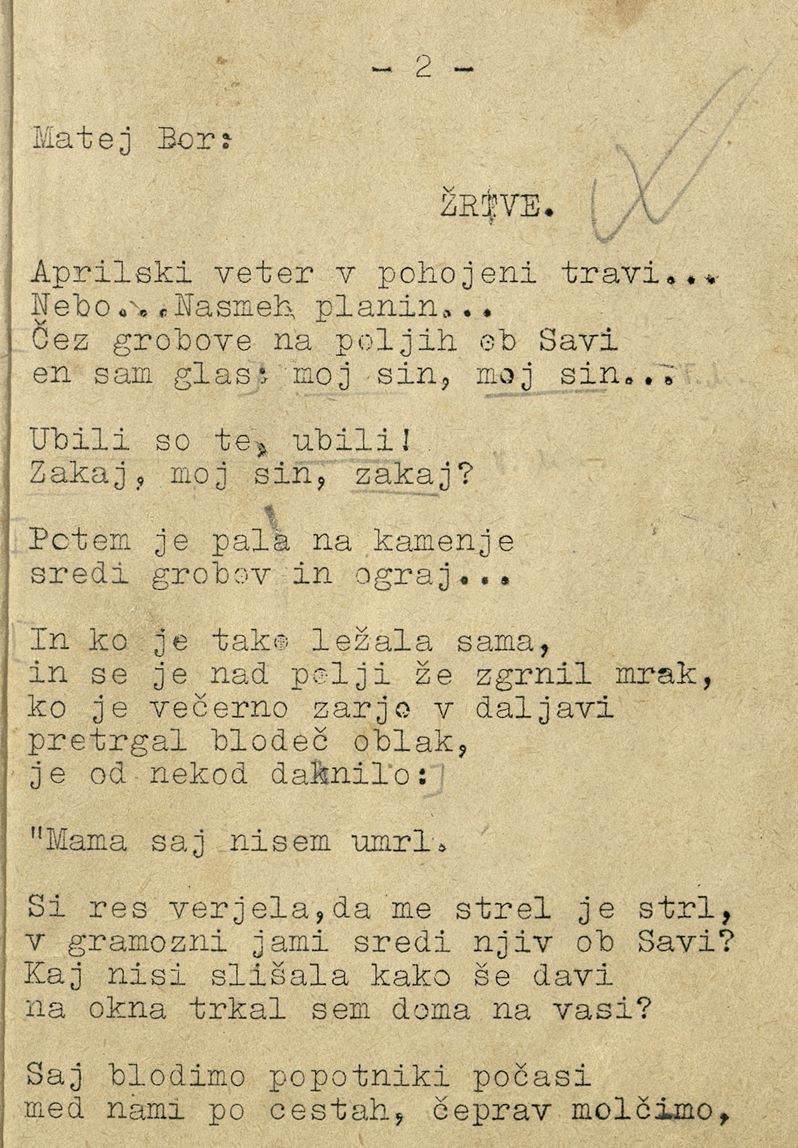 - 2 -
Matej Bor:
ŽRTVE.
Aprilski veter v pohojeni travi...
Nebo...Nasmeh planin...
Čez grobove na poljih ob Savi
en sam glas: moj sin, moj sin...
Ubili so te, ubili!
Zakaj, moj sin, zakaj?
Potem je pala na kamenje
sredi grobov in ograj...
In ko je tako ležala sama,
in se je nad polji že zgrnil mrak,
ko je večerno zarjo v daljavi
pretrgal blodeč oblak,
je od nekod dahnilo:
"Mama saj nisem umrl.
Si res verjela,da me strel je strl,
v gramozni jami sredi njiv ob Savi?
Kaj nisi slišala kako še davi
na okna trkal sem doma na vasi?
Saj blodimo popotniki počasi
med nami po cestah, čeprav molčimo,